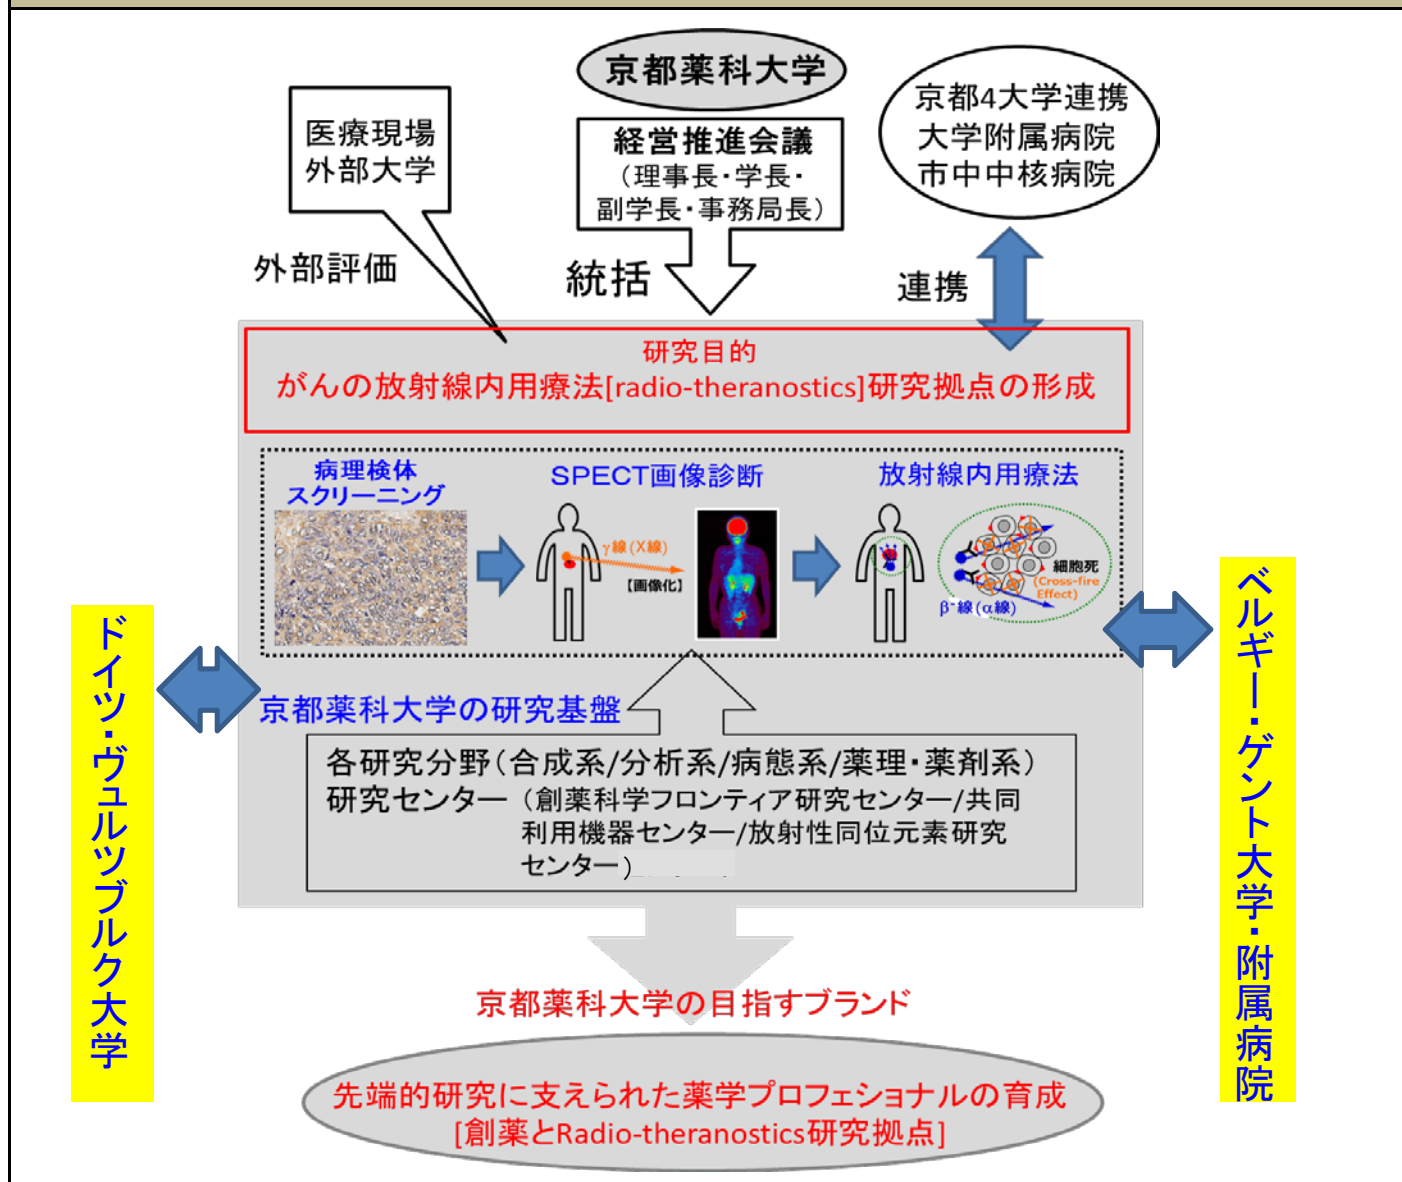 京都薬科大学
経営推進会議
（理事長・学長・
副学長・事務局長）
医療現場
外部大学
京都4大学連携
大学附属病院
市中中核病院
外部評価
統括
連携
研究目的
がんの放射線内用療法[radio-theranostics]研究拠点の形成
病理検体
スクリーニング
SPECT画像診断
放射線内用療法
γ線(X線)
【画像化】
細胞死
(Cross-fire
Effect)
β⁻線(α線)
ドイツ・ヴュルツブルク大学
ベルギー・ゲント大学・附属病院
京都薬科大学の研究基盤
各研究分野（合成系/分析系/病態系/薬理・薬剤系）
研究センター（創薬科学フロンティア研究センター/共同
利用機器センター/放射性同位元素研究
センター）
京都薬科大学の目指すブランド
先端的研究に支えられた薬学プロフェショナルの育成
[創薬とRadio-theranostics研究拠点]